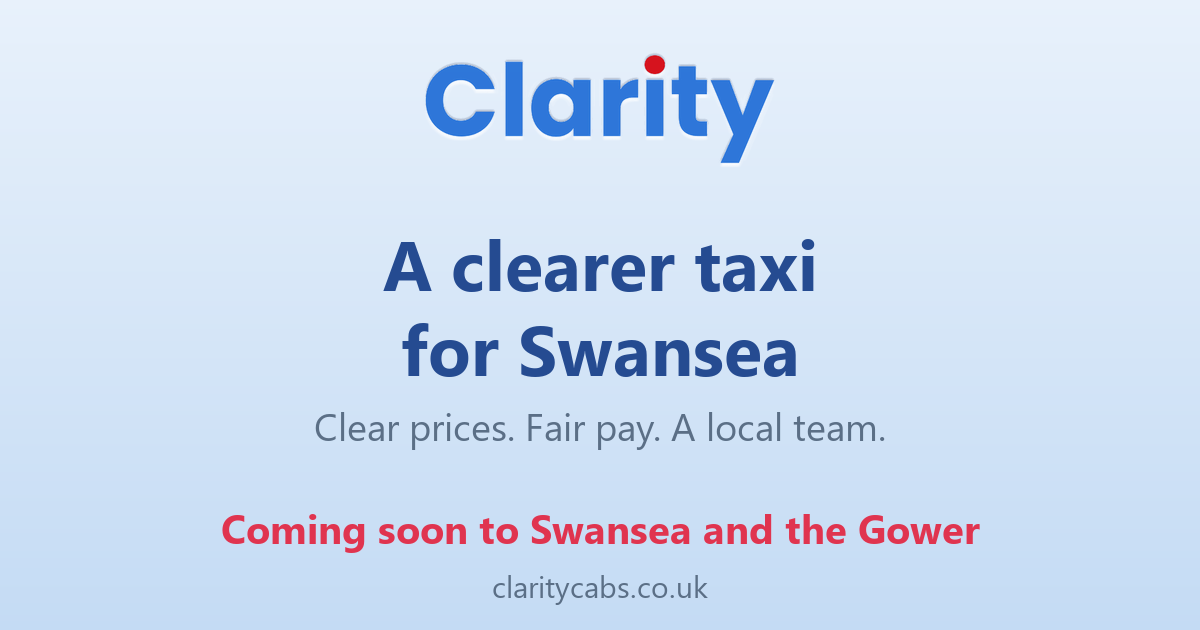 Clarity
A clearer taxi
for Swansea
Clear prices. Fair pay. A local team.
Coming soon to Swansea and the Gower
claritycabs.co.uk